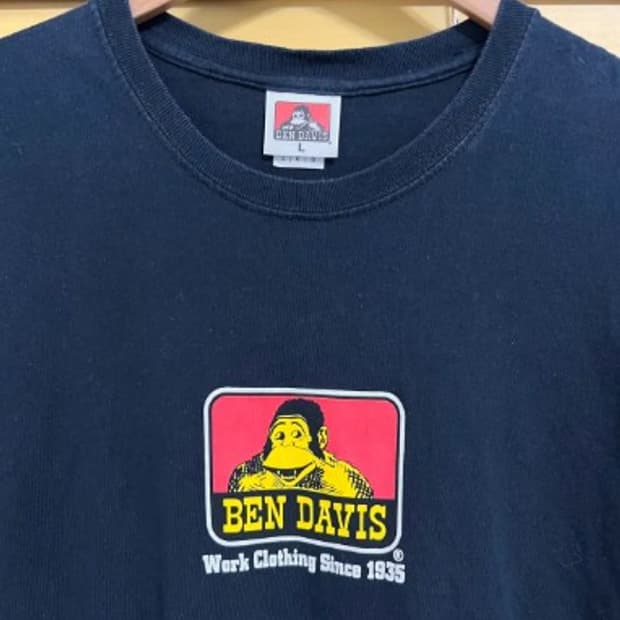 BEN DAVIS
L
BEN DAVIS
®
Work Clothing Since 1935